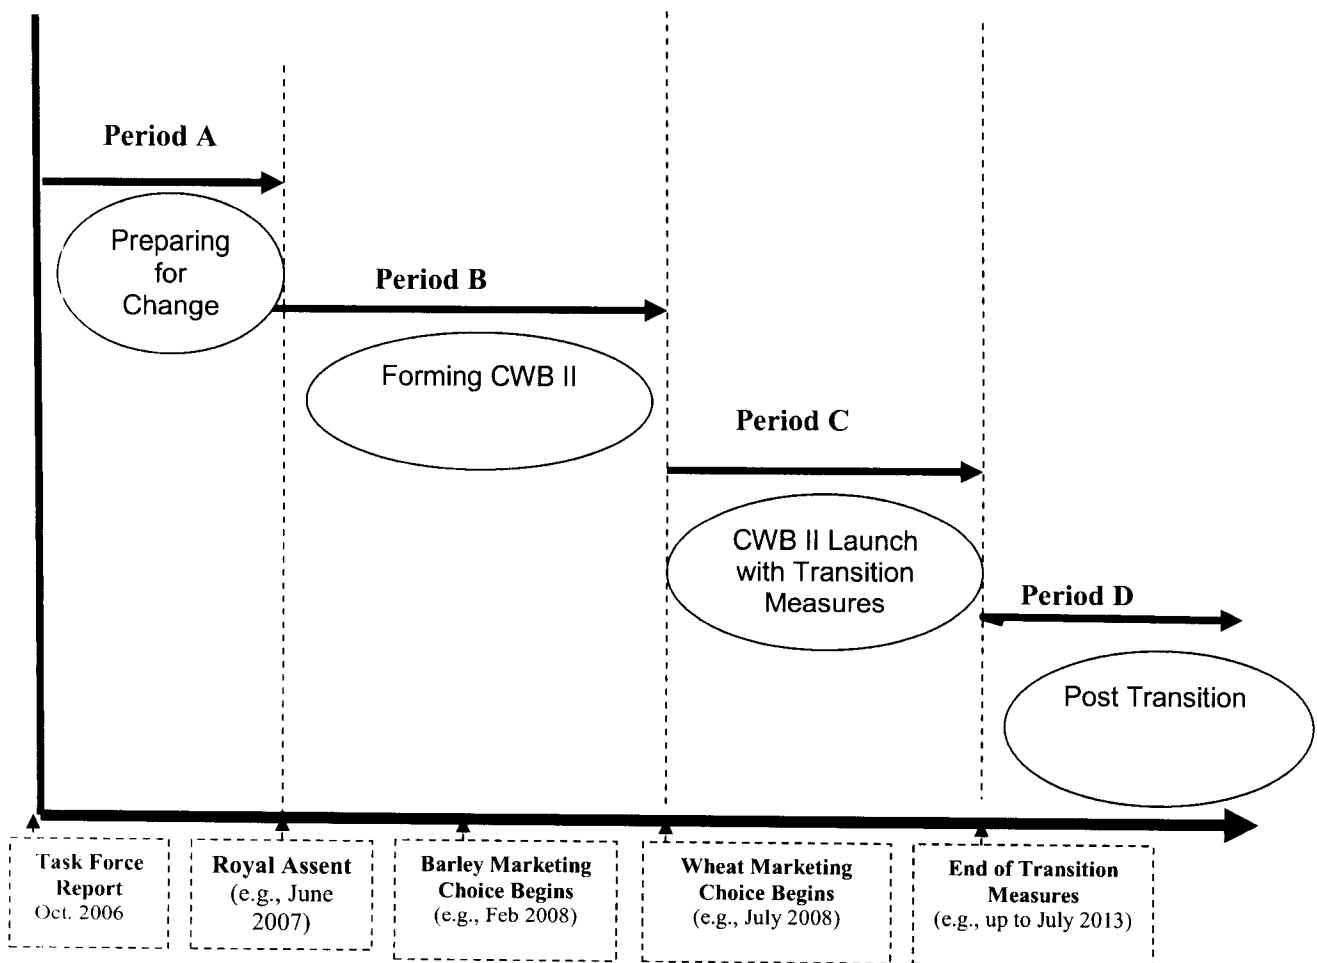 Period A
Preparing
for
Change
Period B
Forming CWB II
Period C
CWB II Launch
with Transition
Measures
Period D
Post Transition
Task Force
Report
Oct. 2006
Royal Assent
(e.g., June
2007)
Barley Marketing
Choice Begins
(e.g., Feb 2008)
Wheat Marketing
Choice Begins
(e.g., July 2008)
End of Transition
Measures
(e.g., up to July 2013)